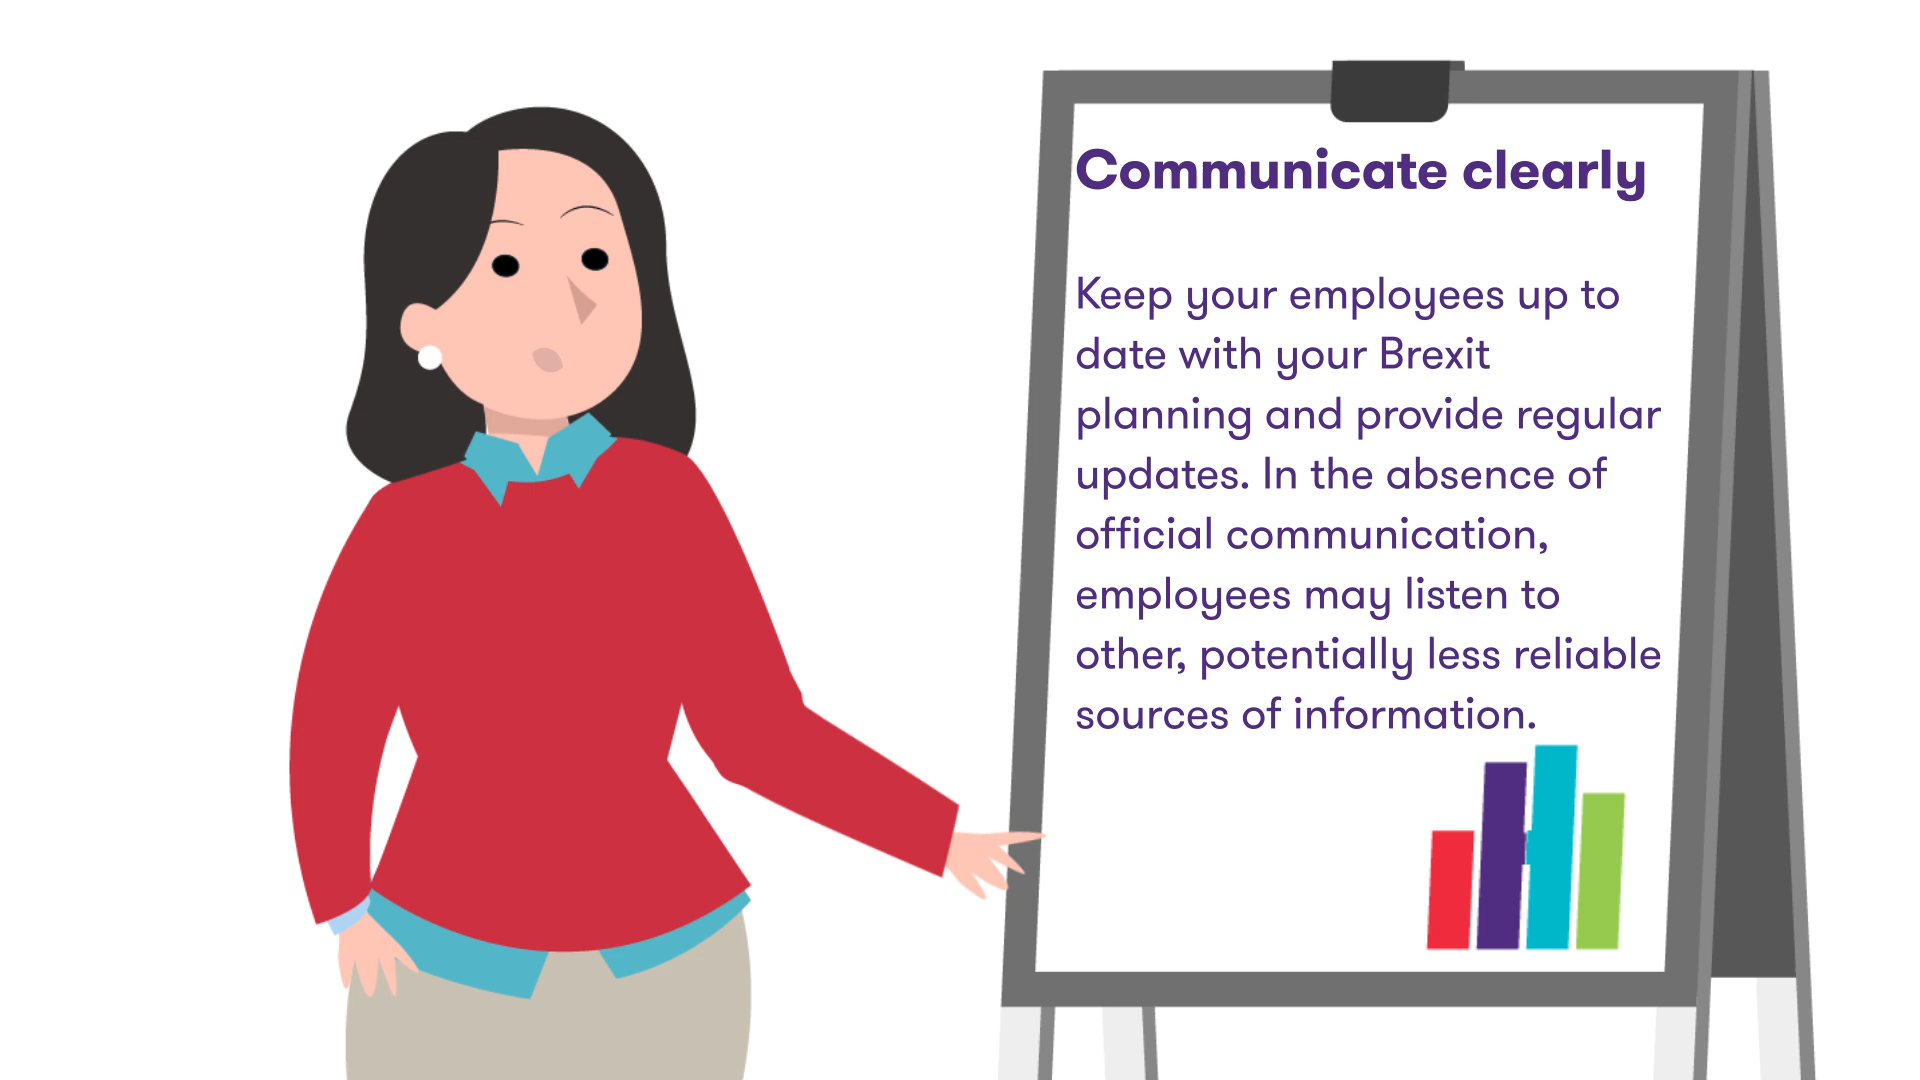 Communicate clearly
Keep your employees up to
date with your Brexit
planning and provide regular
updates. In the absence of
official communication,
employees may listen to
other, potentially less reliable
sources of information.